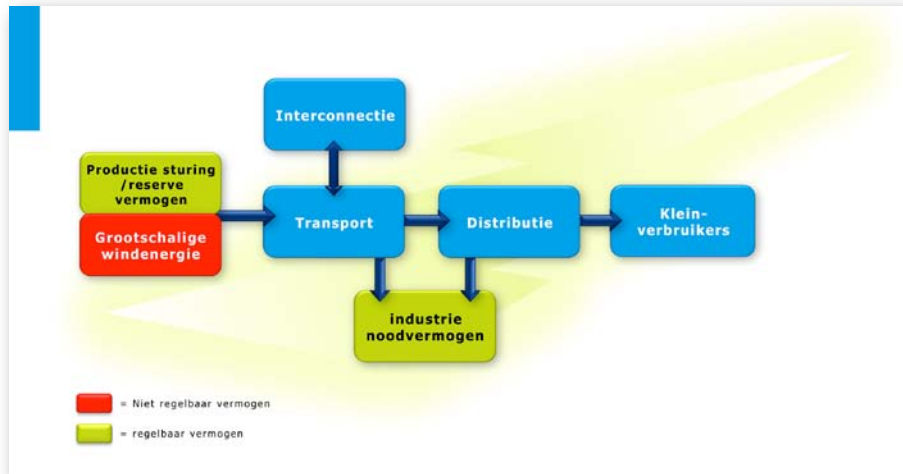 Interconnectie
Productie sturing
/reserve
vermogen
Grootschalige
windenergie
Transport
Distributie
Klein-
verbruikers
industrie
noodvermogen
= Niet regelbaar vermogen
= regelbaar vermogen